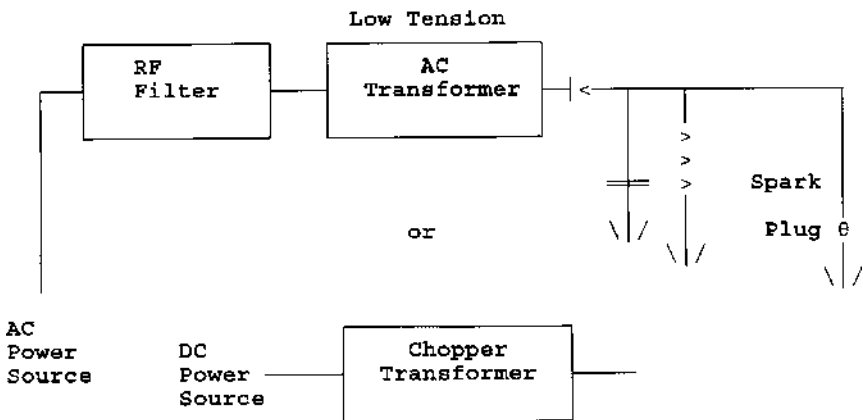 Low Tension
RF
Filter
AC
Transformer
Spark
Plug θ
or
AC
Power
Source
DC
Power
Source
Chopper
Transformer